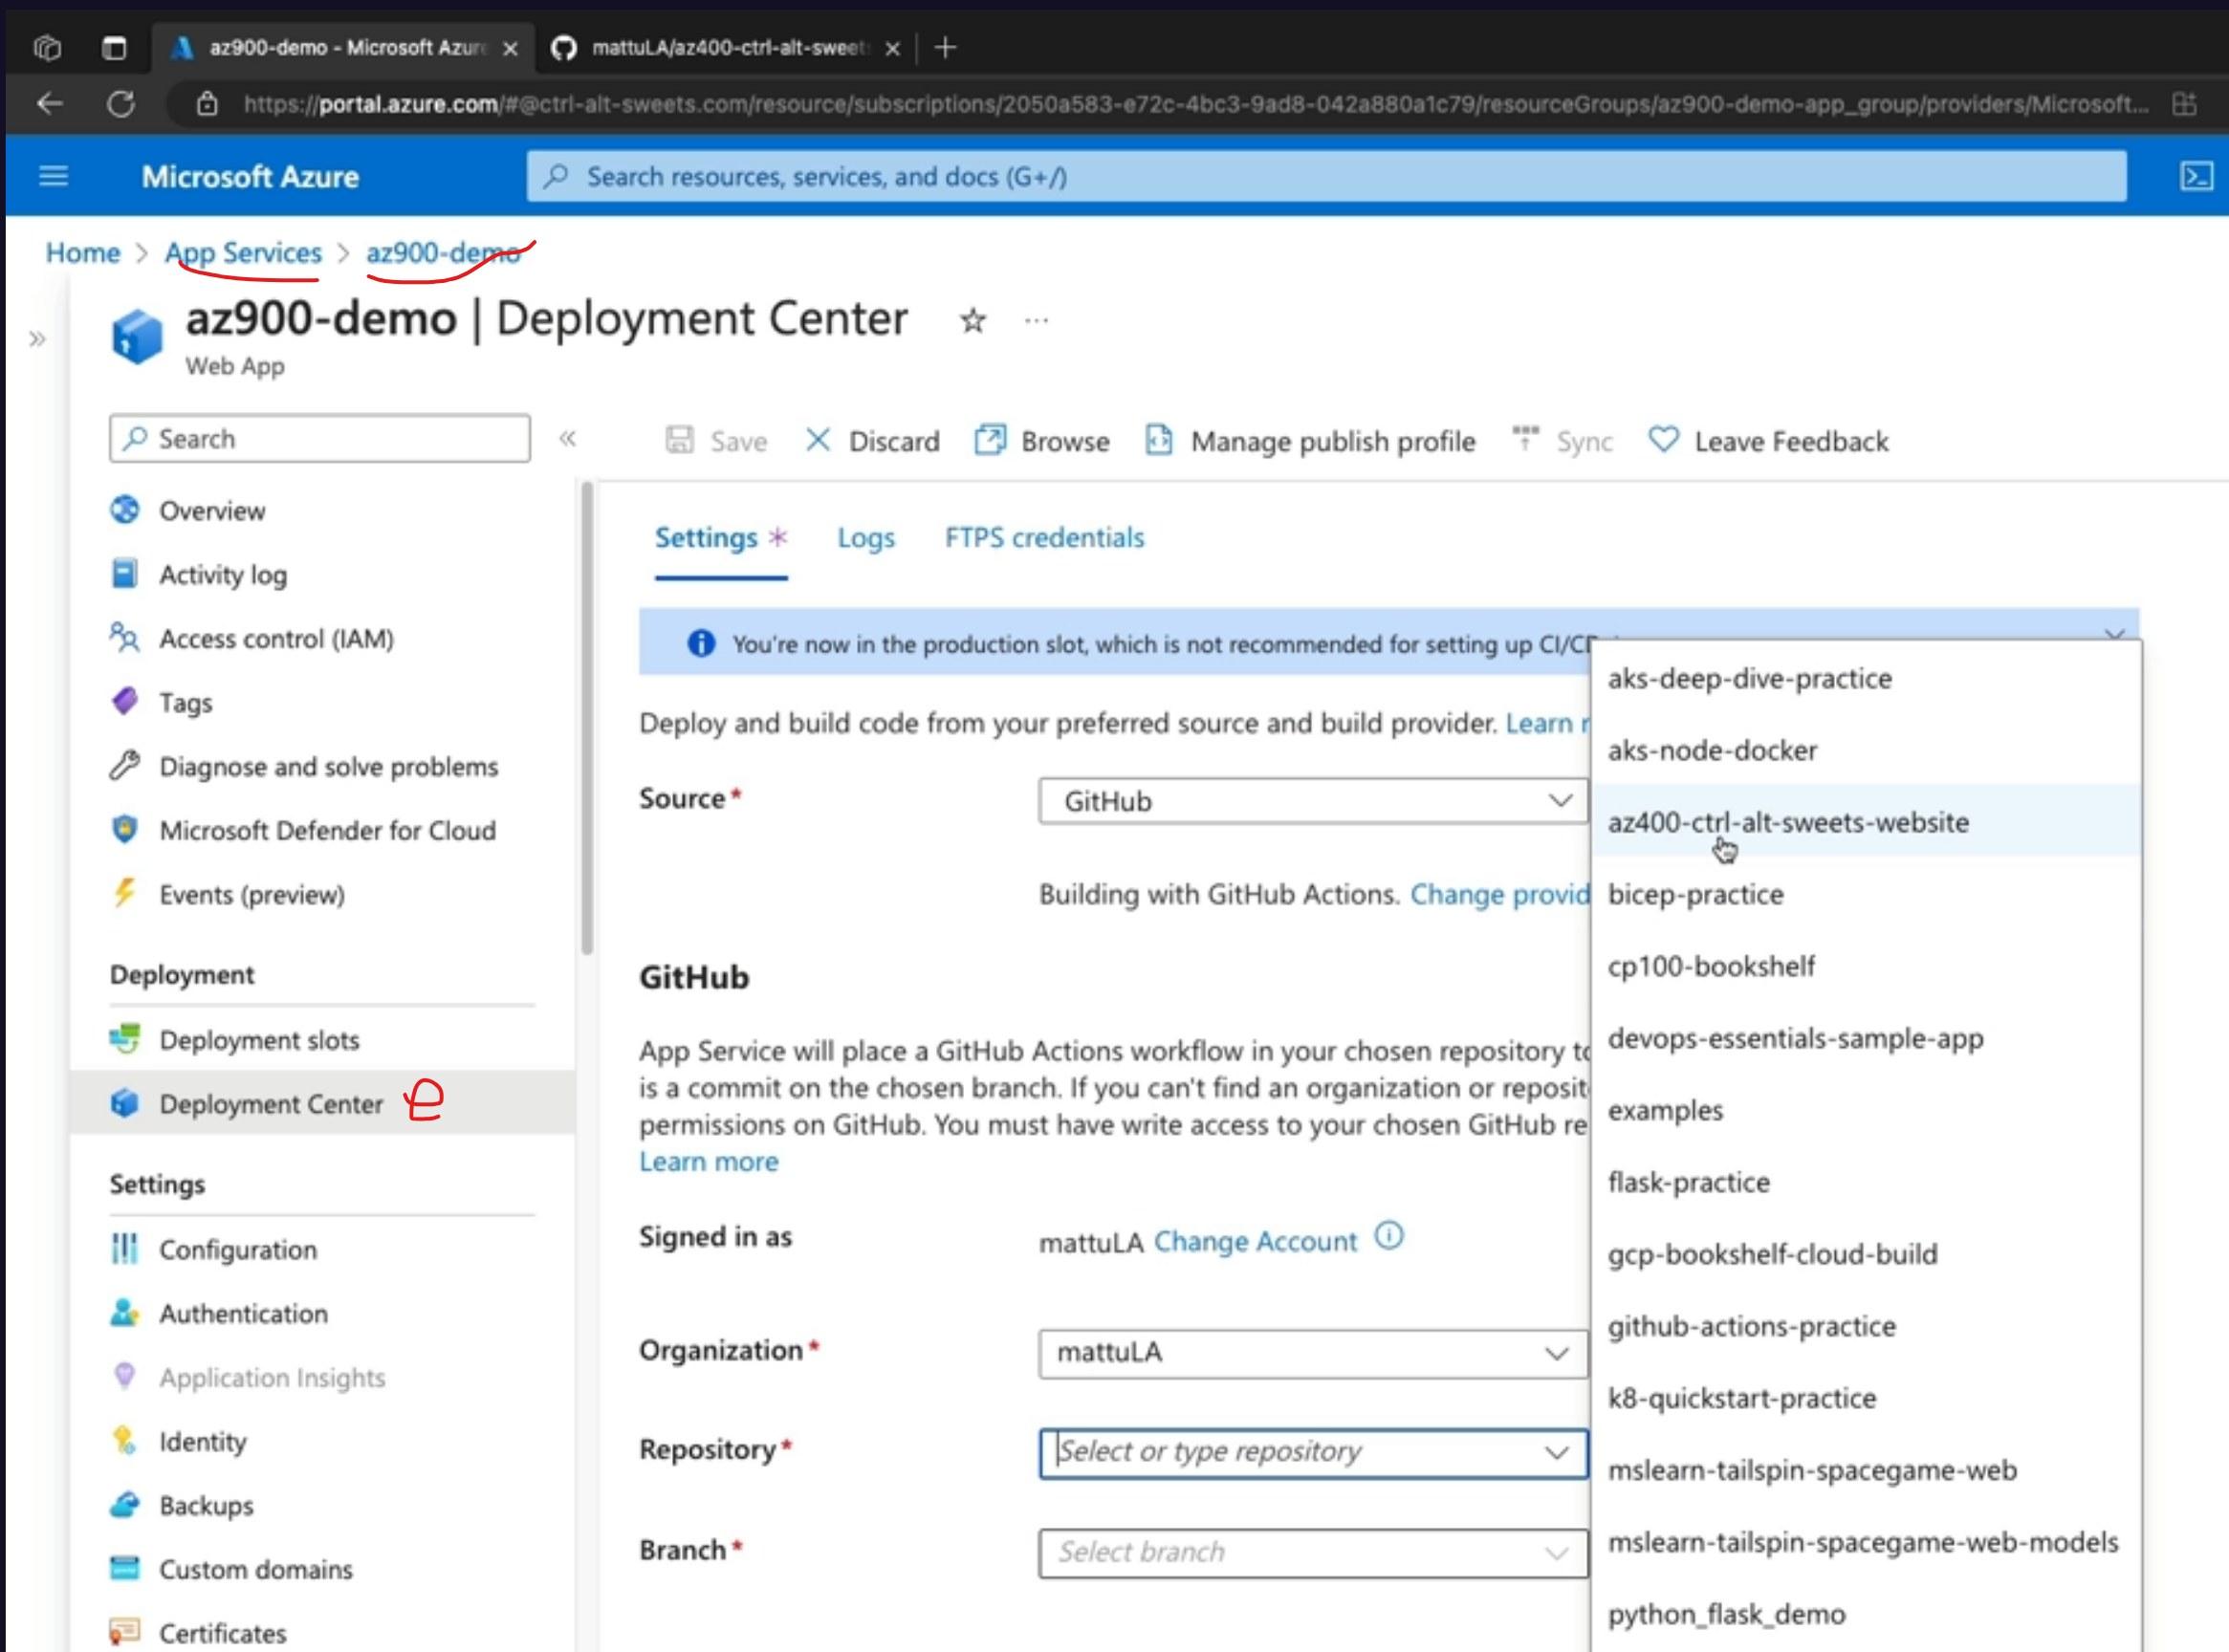 az900-demo - Microsoft Azure
mattuLA/az400-ctrl-alt-sweets
https://portal.azure.com/#@ctrl-alt-sweets.com/resource/subscriptions/2050a583-e72c-4bc3-9ad8-042a880a1c79/resourceGroups/az900-demo-app_group/providers/Microsoft...
Microsoft Azure
Search resources, services, and docs (G+/)
Home > App Services > az900-demo
az900-demo | Deployment Center
Web App
Search
Save
Discard
Browse
Manage publish profile
Sync
Leave Feedback
Overview
Activity log
Access control (IAM)
Tags
Diagnose and solve problems
Microsoft Defender for Cloud
Events (preview)
Deployment
Deployment slots
Deployment Center e
Settings
Configuration
Authentication
Application Insights
Identity
Backups
Custom domains
Certificates
Settings *
Logs
FTPS credentials
You're now in the production slot, which is not recommended for setting up CI/CD
Deploy and build code from your preferred source and build provider. Learn
Source*
GitHub
Building with GitHub Actions. Change provid
GitHub
App Service will place a GitHub Actions workflow in your chosen repository to
is a commit on the chosen branch. If you can't find an organization or reposit
permissions on GitHub. You must have write access to your chosen GitHub re
Learn more
Signed in as
mattuLA Change Account
Organization*
mattuLA
Repository*
Select or type repository
Branch*
Select branch
aks-deep-dive-practice
aks-node-docker
az400-ctrl-alt-sweets-website
bicep-practice
cp100-bookshelf
devops-essentials-sample-app
examples
flask-practice
gcp-bookshelf-cloud-build
github-actions-practice
k8-quickstart-practice
mslearn-tailspin-spacegame-web
mslearn-tailspin-spacegame-web-models
python_flask_demo